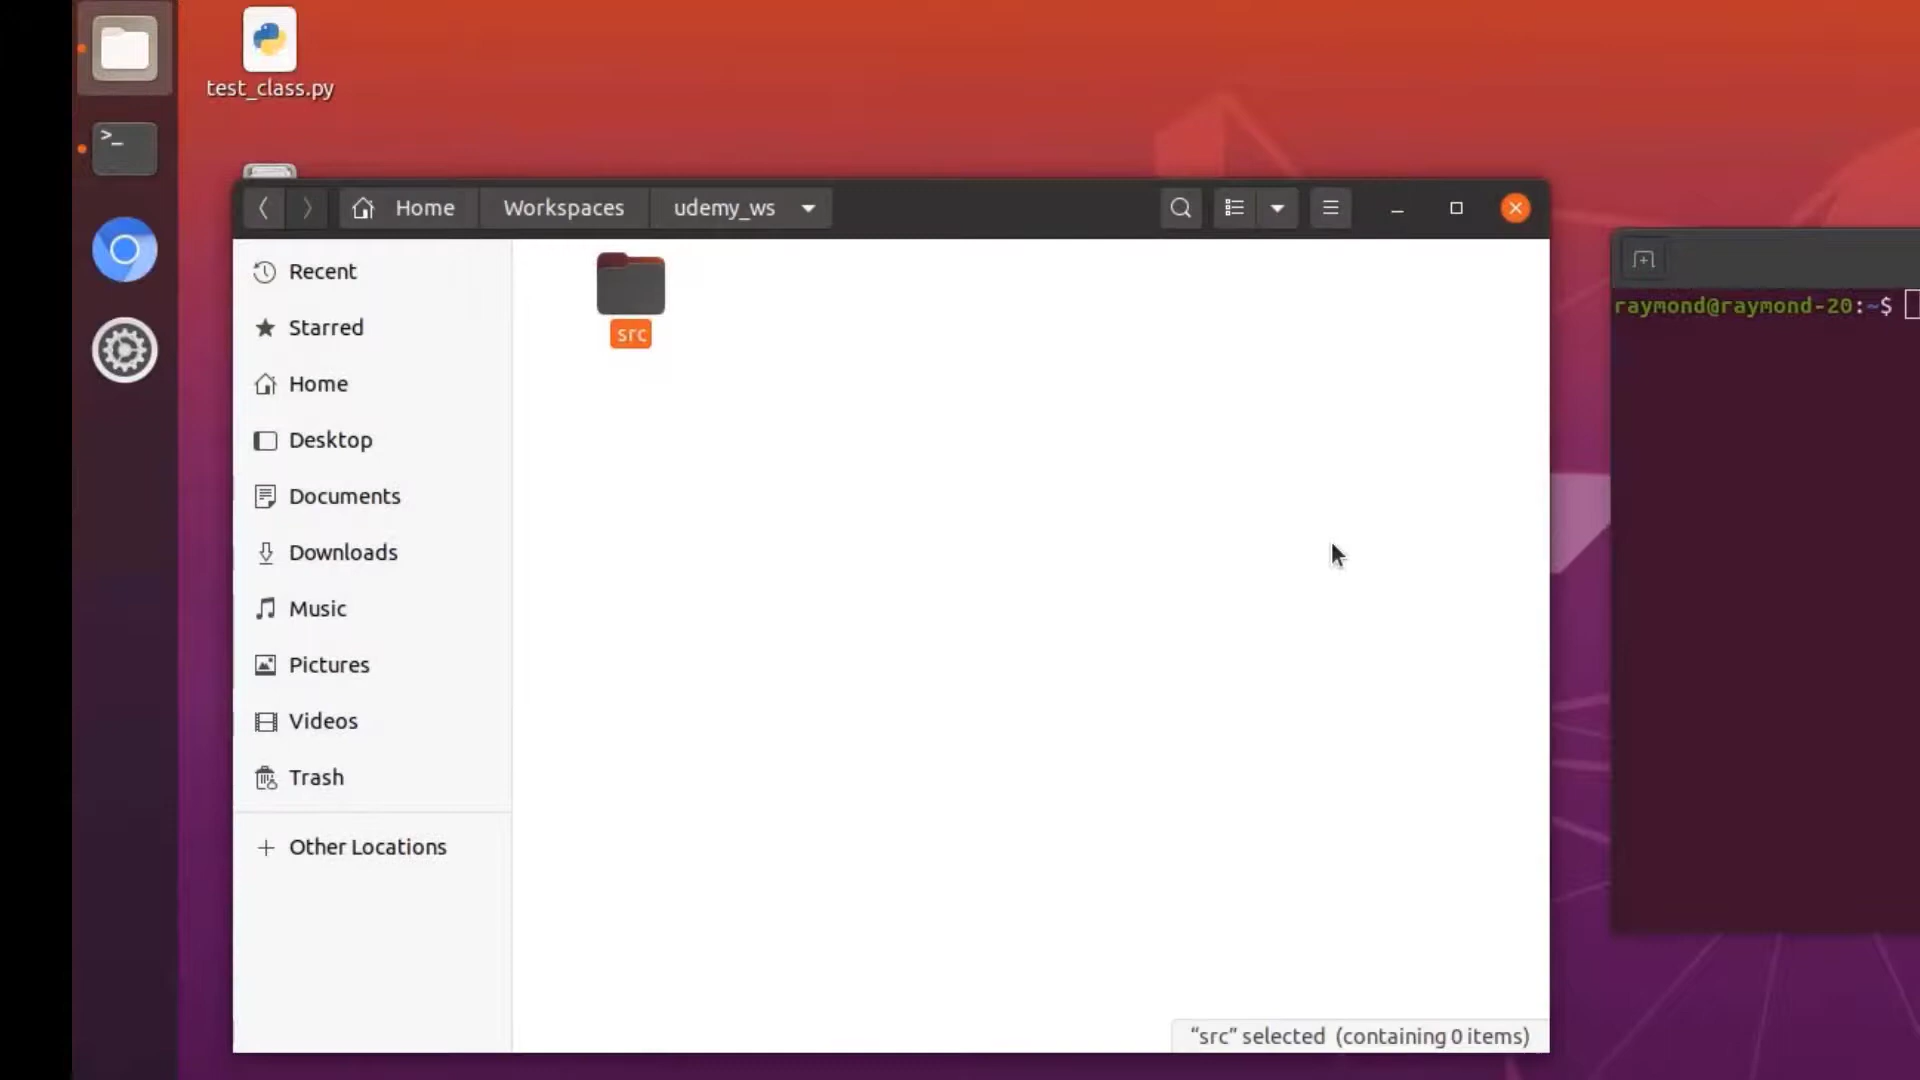 test_class.py
>_
Home
Workspaces
udemy_ws
Recent
Starred
Home
Desktop
Documents
Downloads
Music
Pictures
Videos
Trash
Other Locations
src
“src” selected (containing 0 items)
raymond@raymond-20:~$